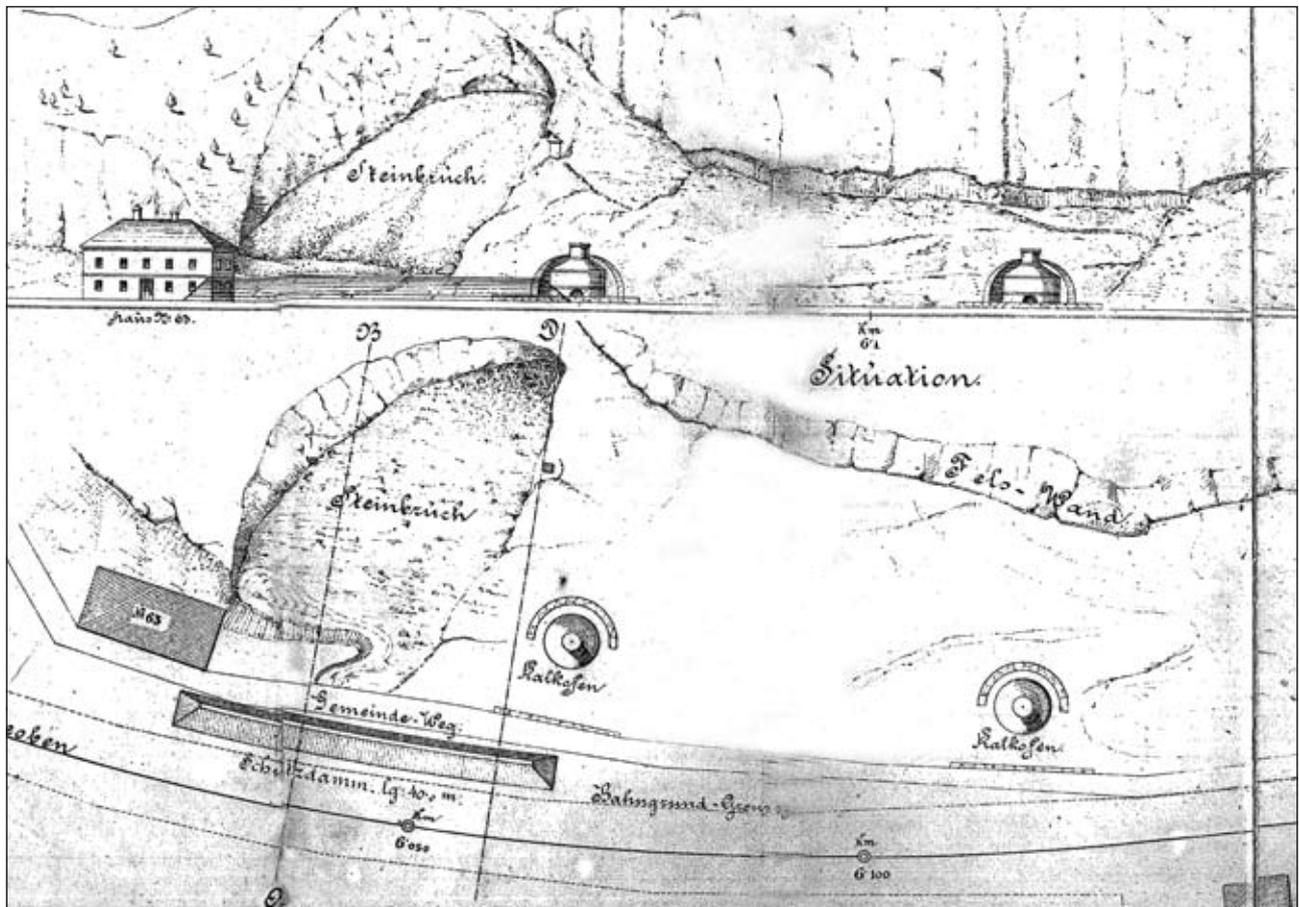 Steinbruch.
Haus No 63.
Km
6·1
B
D
Situation.
Steinbruch
Fels-Wand
No 63
Kalkofen
Kalkofen
Gemeinde-Weg.
Schutzdamm. lg: 40.0 m.
Bahngrund-Grenze
Km
6·050
Km
6·100